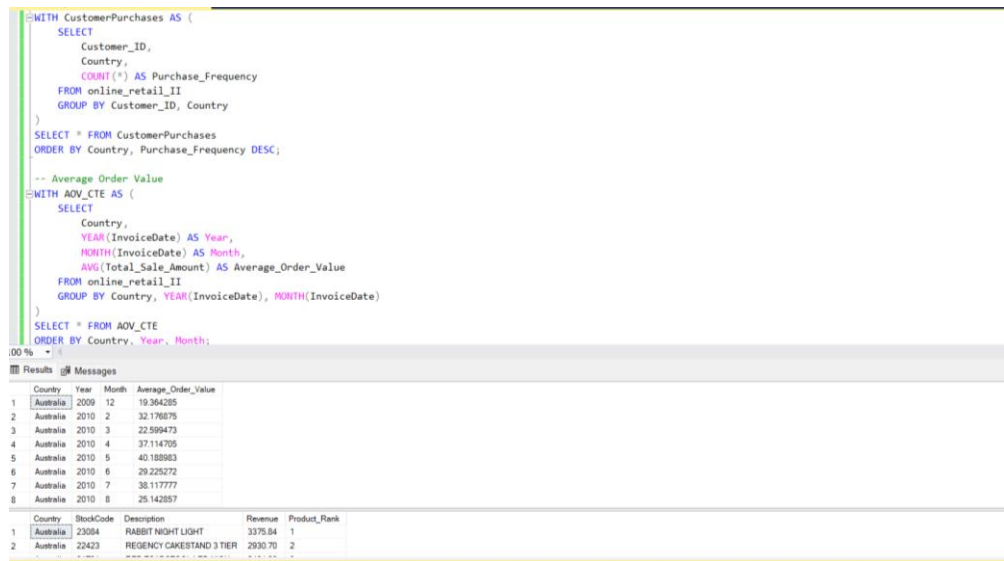 WITH CustomerPurchases AS (
SELECT
Customer_ID,
Country,
COUNT(*) AS Purchase_Frequency
FROM online_retail_II
GROUP BY Customer_ID, Country
)
SELECT * FROM CustomerPurchases
ORDER BY Country, Purchase_Frequency DESC;
-- Average Order Value
WITH AOV_CTE AS (
SELECT
Country,
YEAR(InvoiceDate) AS Year,
MONTH(InvoiceDate) AS Month,
AVG(Total_Sale_Amount) AS Average_Order_Value
FROM online_retail_II
GROUP BY Country, YEAR(InvoiceDate), MONTH(InvoiceDate)
)
SELECT * FROM AOV_CTE
ORDER BY Country, Year, Month;
00 %
Results Messages
Country Year Month Average_Order_Value
1 Australia 2009 12 19.364285
2 Australia 2010 2 32.176875
3 Australia 2010 3 22.599473
4 Australia 2010 4 37.114705
5 Australia 2010 5 40.188983
6 Australia 2010 6 29.225272
7 Australia 2010 7 38.117777
8 Australia 2010 8 25.142857
Country StockCode Description Revenue Product_Rank
1 Australia 23084 RABBIT NIGHT LIGHT 3375.84 1
2 Australia 22423 REGENCY CAKESTAND 3 TIER 2930.70 2